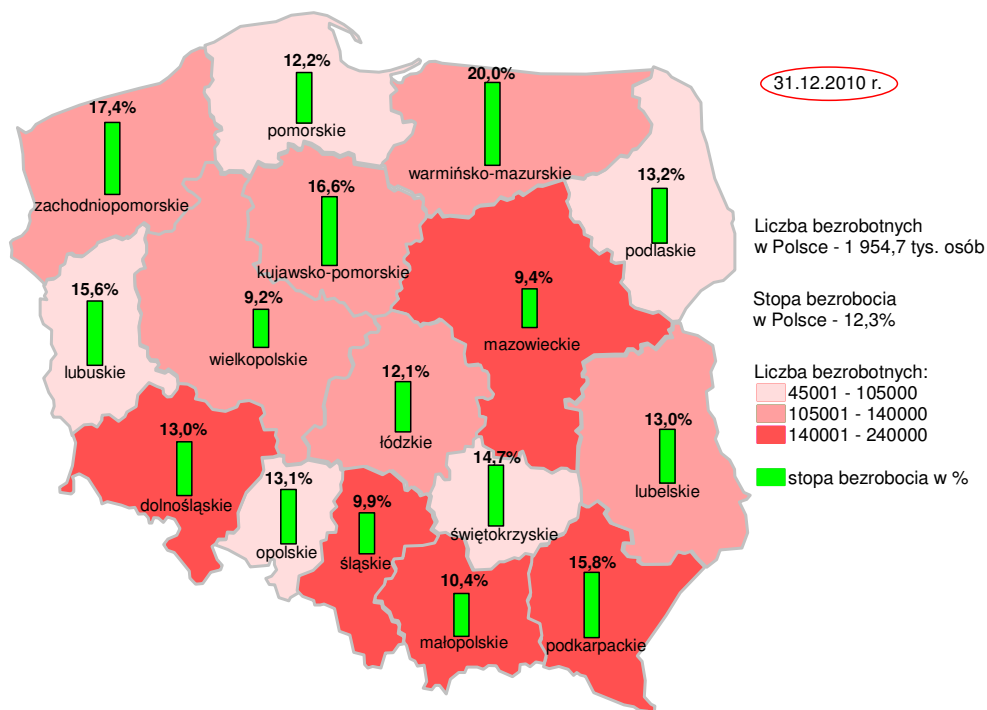 12,2%
pomorskie
20,0%
warmińsko-mazurskie
31.12.2010 r.
17,4%
zachodniopomorskie
16,6%
kujawsko-pomorskie
13,2%
podlaskie
Liczba bezrobotnych
w Polsce - 1 954,7 tys. osób
15,6%
lubuskie
9,2%
wielkopolskie
9,4%
mazowieckie
Stopa bezrobocia
w Polsce - 12,3%
12,1%
łódzkie
Liczba bezrobotnych:
45001 - 105000
105001 - 140000
140001 - 240000
stopa bezrobocia w %
13,0%
dolnośląskie
13,1%
opolskie
9,9%
śląskie
14,7%
świętokrzyskie
13,0%
lubelskie
10,4%
małopolskie
15,8%
podkarpackie